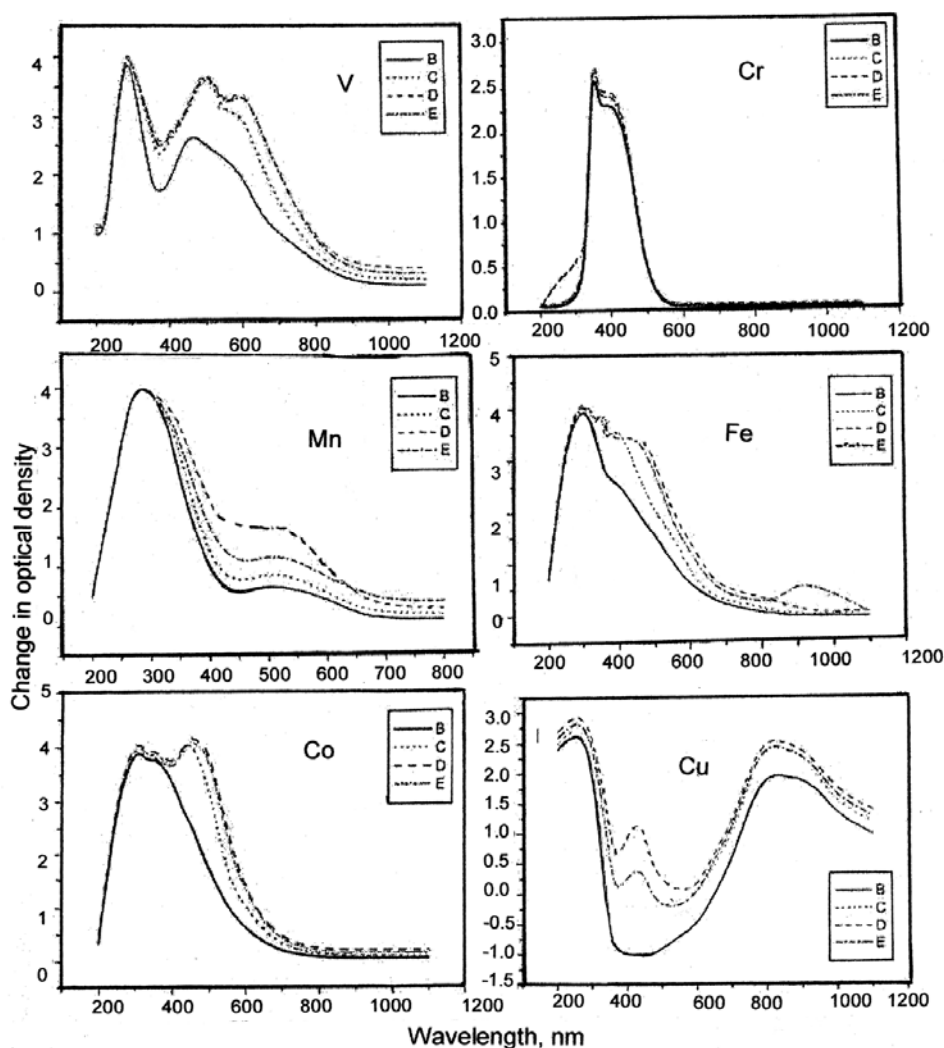 4
3
2
1
0
V
B
C
D
E
200 400 600 800 1000 1200
3.0
2.5
2.0
1.5
1.0
0.5
0.0
Cr
B
C
D
E
200 400 600 800 1000 1200
Change in optical density
4
3
2
1
0
Mn
B
C
D
E
200 300 400 500 600 700 800
5
4
3
2
1
0
Fe
B
C
D
E
200 400 600 800 1000 1200
5
4
3
2
1
0
Co
B
C
D
E
200 400 600 800 1000 1200
3.0
2.5
2.0
1.5
1.0
0.5
0.0
-0.5
-1.0
-1.5
Cu
B
C
D
E
200 400 600 800 1000 1200
Wavelength, nm